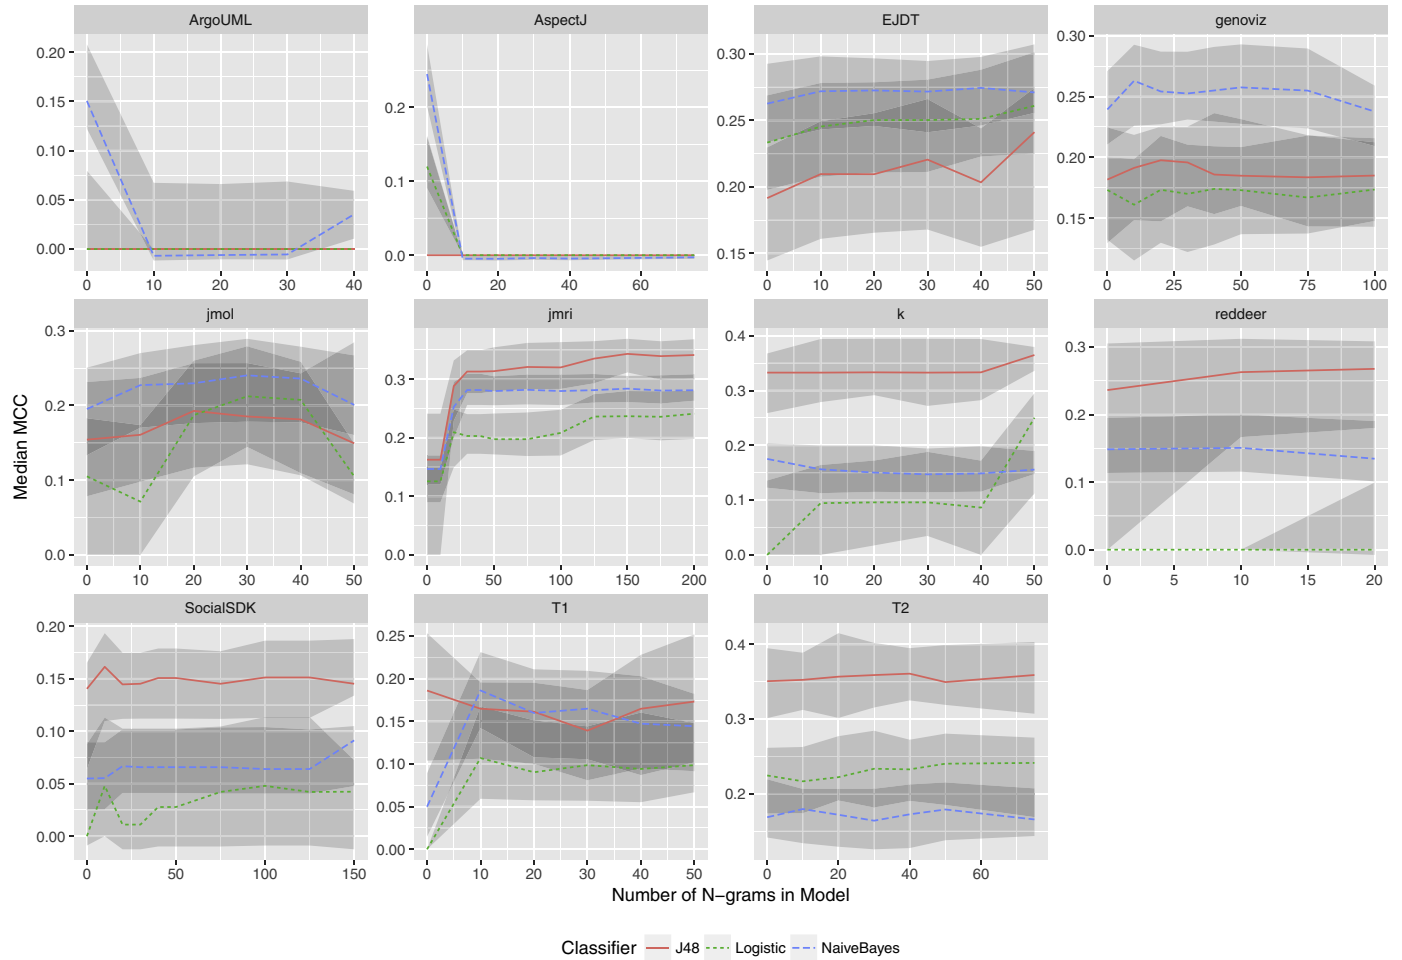 ArgoUML AspectJ EJDT genoviz
0.20
0.15
0.10
0.05
0.00
0 10 20 30 40
0.2
0.1
0.0
0 20 40 60
0.30
0.25
0.20
0.15
0 10 20 30 40 50
0.30
0.25
0.20
0.15
0 25 50 75 100
jmol jmri k reddeer
Median MCC
0.3
0.2
0.1
0.0
0 10 20 30 40 50
0.3
0.2
0.1
0.0
0 50 100 150 200
0.4
0.3
0.2
0.1
0.0
0 10 20 30 40 50
0.3
0.2
0.1
0.0
0 5 10 15 20
SocialSDK T1 T2
0.20
0.15
0.10
0.05
0.00
0 50 100 150
0.25
0.20
0.15
0.10
0.05
0.00
0 10 20 30 40 50
0.4
0.3
0.2
0 20 40 60
Number of N−grams in Model
Classifier J48 Logistic NaiveBayes